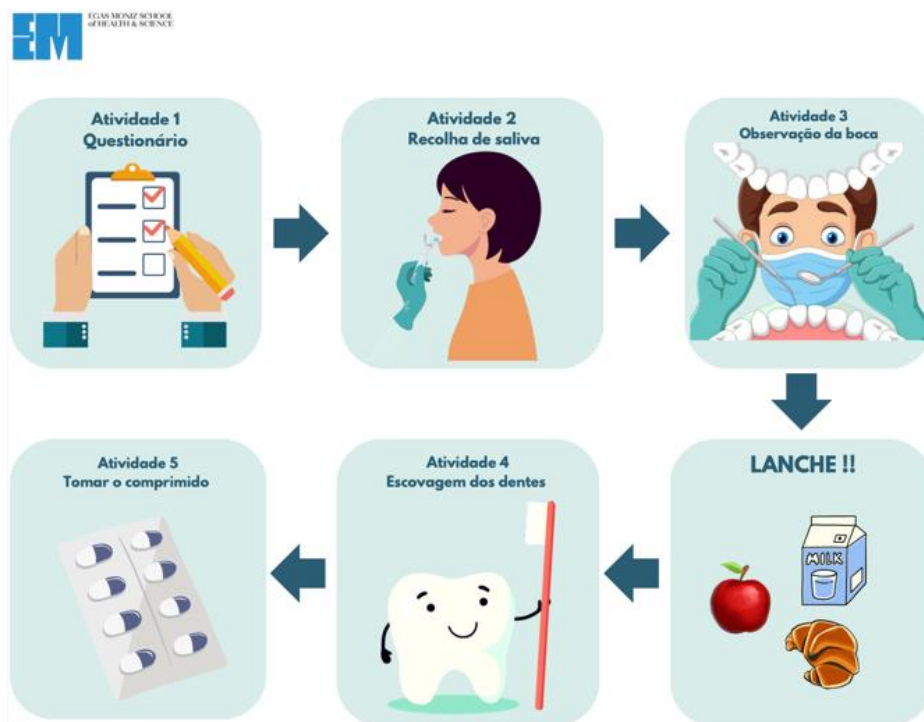 EM
EGAS MONIZ SCHOOL
of HEALTH & SCIENCE
Atividade 1
Questionário
Atividade 2
Recolha de saliva
Atividade 3
Observação da boca
LANCHE !!
MILK
Atividade 4
Escovagem dos dentes
Atividade 5
Tomar o comprimido